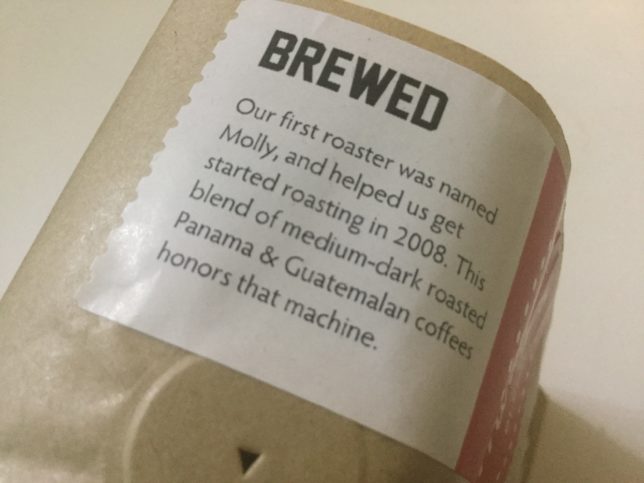 BREWED
Our first roaster was named
Molly, and helped us get
started roasting in 2008. This
blend of medium-dark roasted
Panama & Guatemalan coffees
honors that machine.